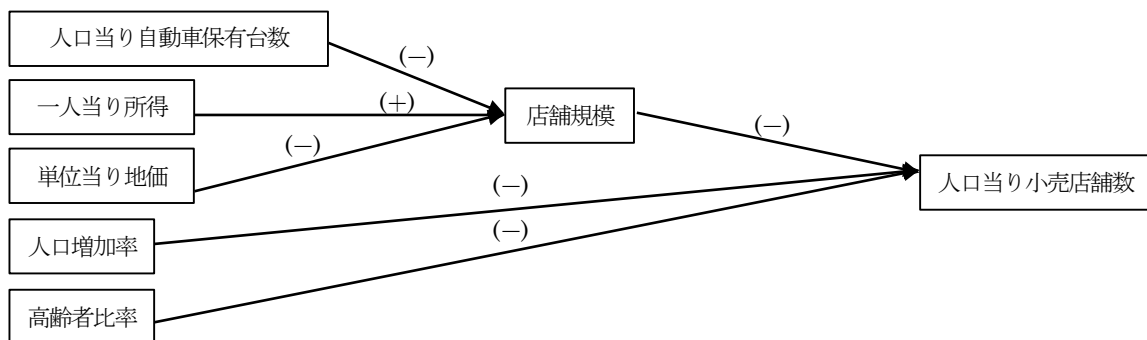 人口当り自動車保有台数
(−)
一人当り所得
(+)
店舗規模
(−)
(−)
単位当り地価
(−)
人口当り小売店舗数
人口増加率
(−)
高齢者比率